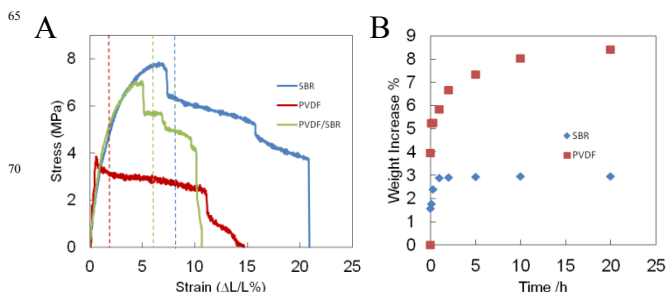 65
70
A
8
6
4
2
0
0 5 10 15 20 25
Stress (MPa)
Strain (ΔL/L%)
SBR
PVDF
PVDF/SBR
B
9
8
7
6
5
4
3
2
1
0
0 5 10 15 20 25
Weight Increase %
Time /h
SBR
PVDF